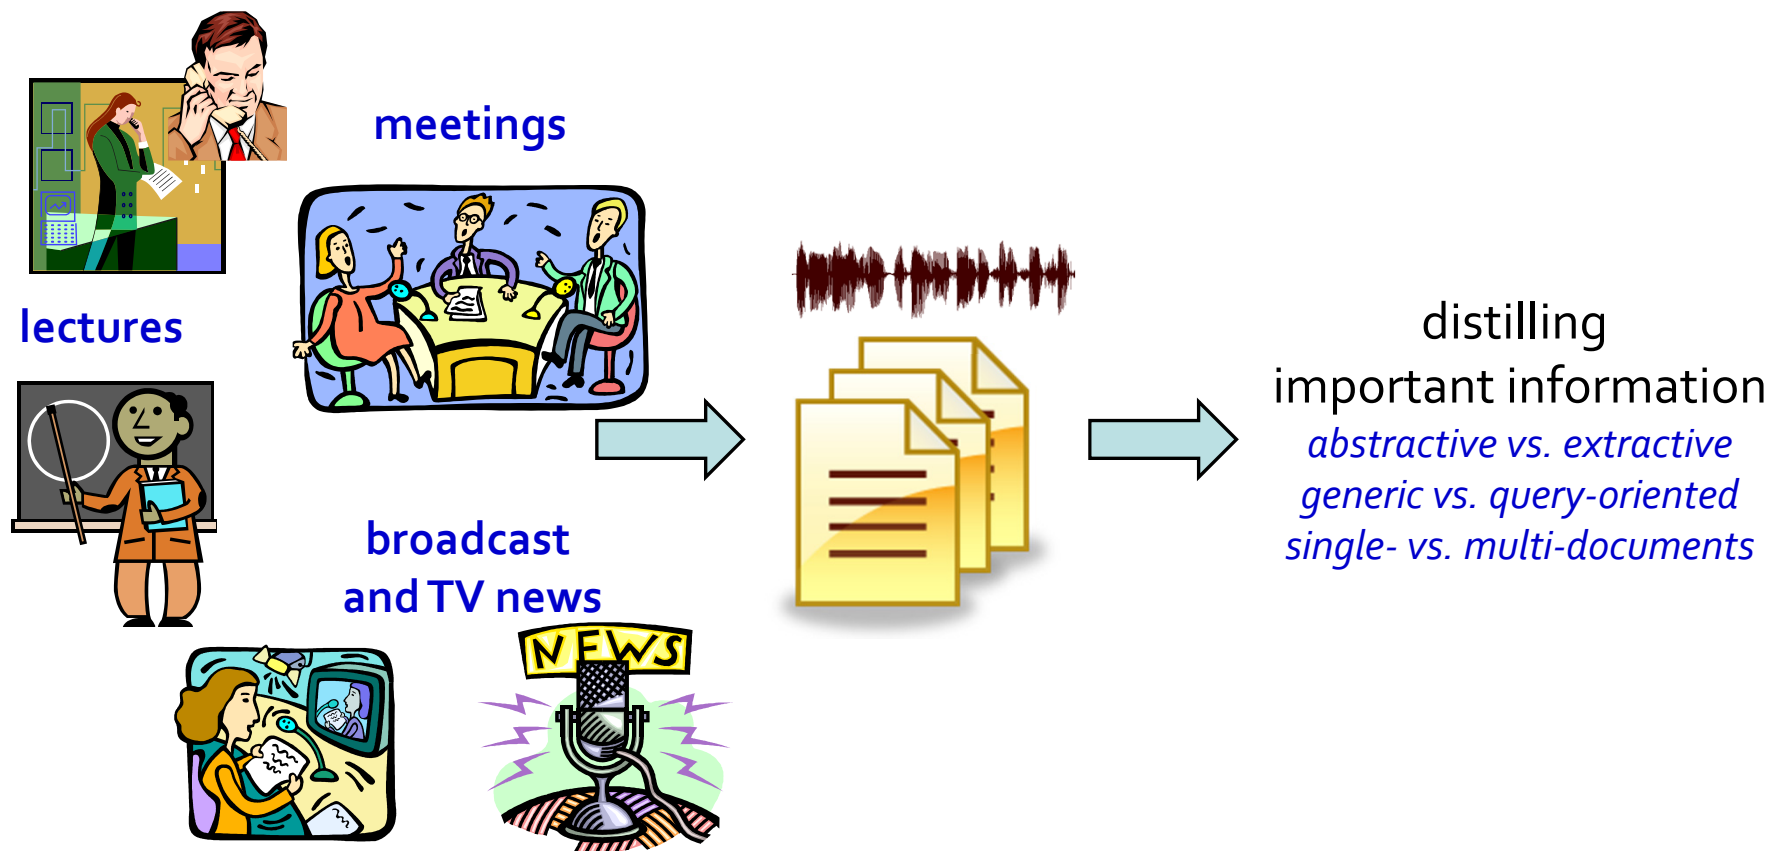 meetings
lectures
broadcast
and TV news
NEWS
distilling
important information
abstractive vs. extractive
generic vs. query-oriented
single- vs. multi-documents